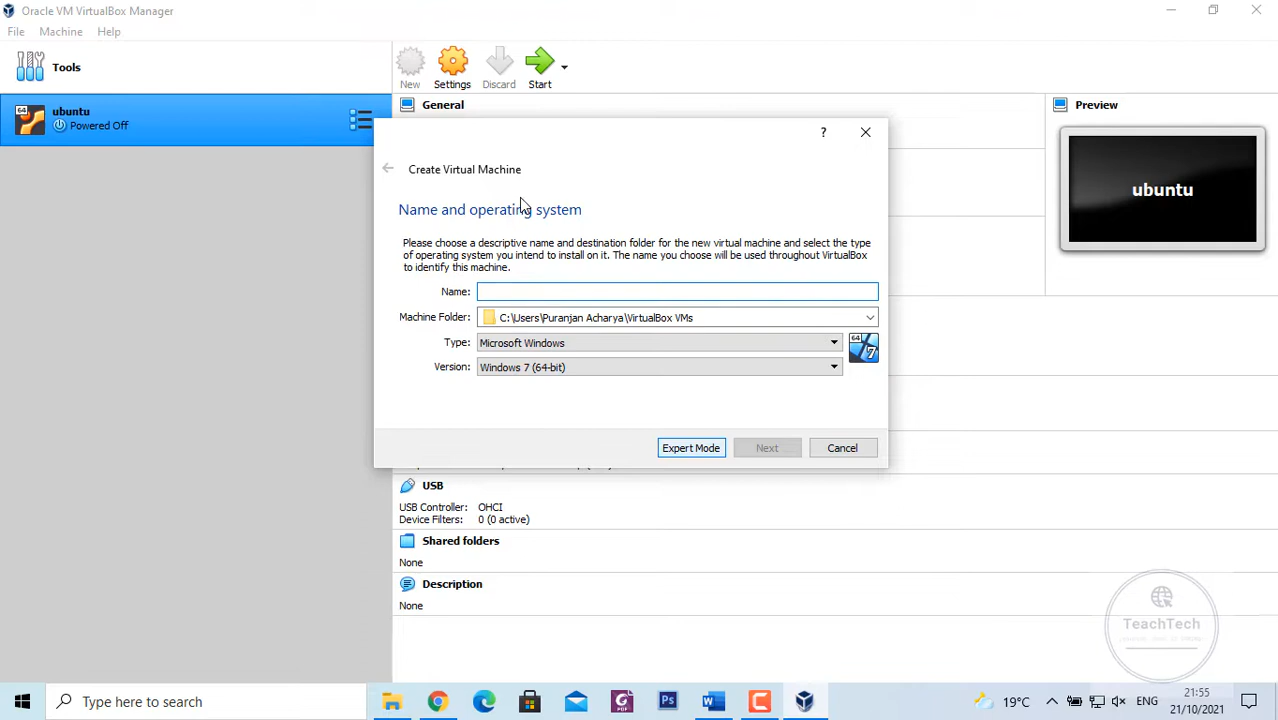 Oracle VM VirtualBox Manager
File Machine Help
Tools
New Settings Discard Start
ubuntu
Powered Off
General
Preview
ubuntu
Create Virtual Machine
Name and operating system
Please choose a descriptive name and destination folder for the new virtual machine and select the type
of operating system you intend to install on it. The name you choose will be used throughout VirtualBox
to identify this machine.
Name:
Machine Folder: C:\Users\Puranjan Acharya\VirtualBox VMs
Type: Microsoft Windows
64
7
Version: Windows 7 (64-bit)
Expert Mode Next Cancel
USB
USB Controller: OHCI
Device Filters: 0 (0 active)
Shared folders
None
Description
None
TeachTech
Type here to search
19°C ENG
21:55
21/10/2021